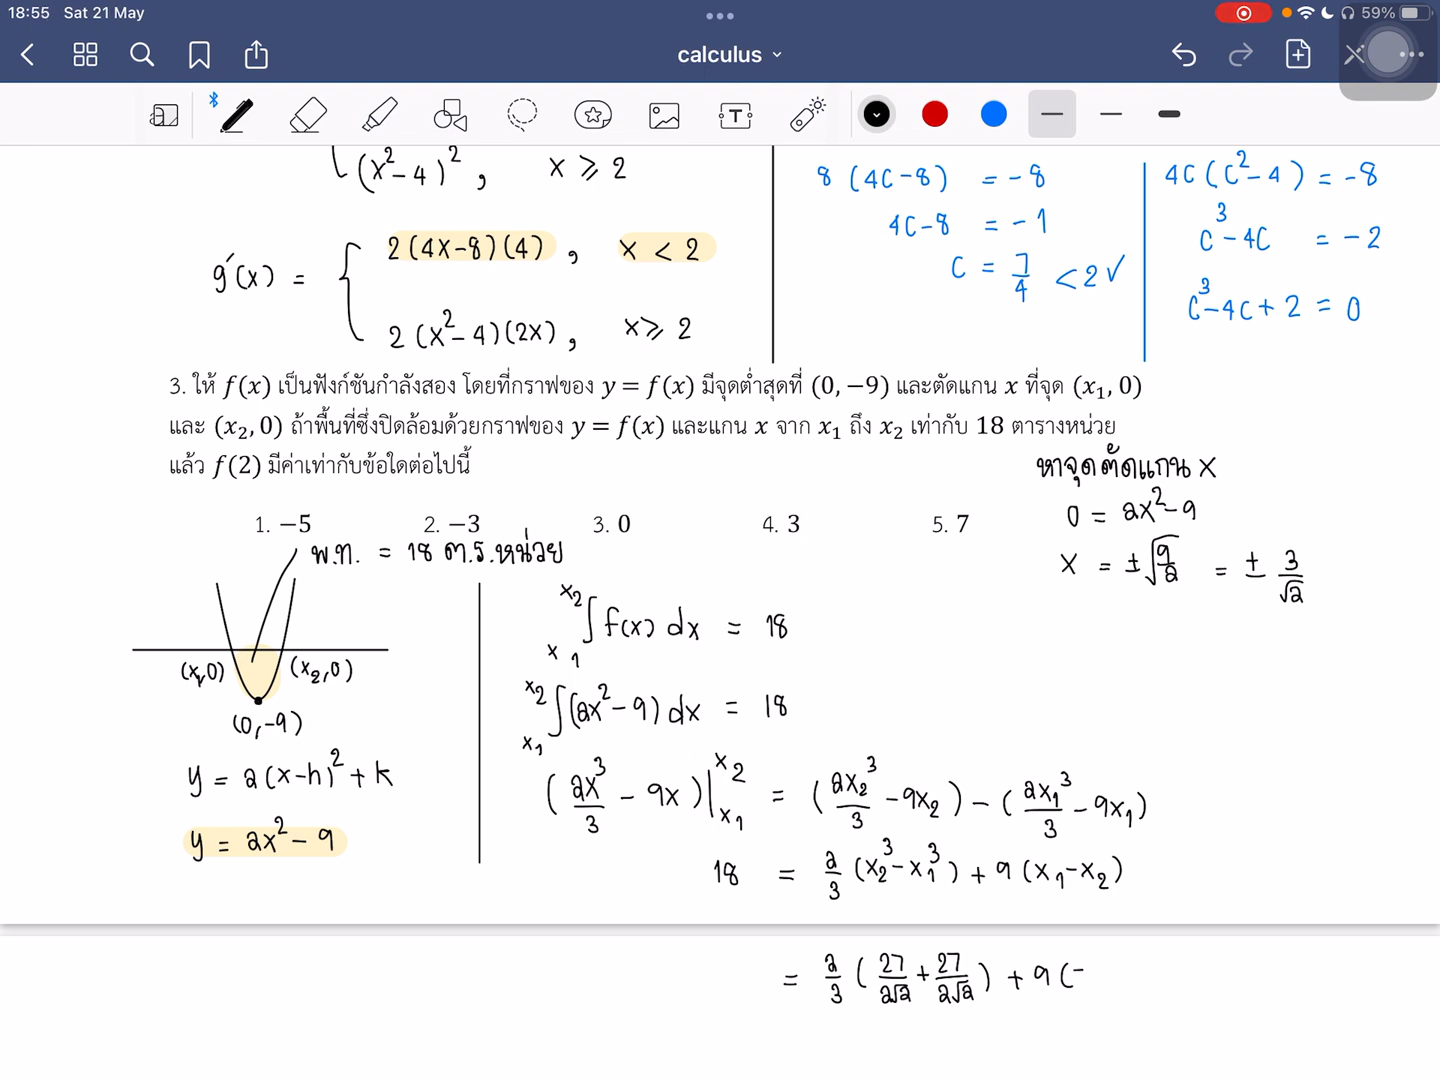 18:55 Sat 21 May
59%
calculus
(x²-4)², x ≥ 2
g′(x) = { 2(4x-8)(4), x < 2
2(x²-4)(2x), x ≥ 2
8(4c-8) = -8
4c-8 = -1
c = 7/4 < 2 ✓
4c(c²-4) = -8
c³-4c = -2
c³-4c+2 = 0
3. ให้ f(x) เป็นฟังก์ชันกำลังสอง โดยที่กราฟของ y = f(x) มีจุดต่ำสุดที่ (0, −9) และตัดแกน x ที่จุด (x₁, 0)
และ (x₂, 0) ถ้าพื้นที่ซึ่งปิดล้อมด้วยกราฟของ y = f(x) และแกน x จาก x₁ ถึง x₂ เท่ากับ 18 ตารางหน่วย
แล้ว f(2) มีค่าเท่ากับข้อใดต่อไปนี้
1. −5 2. −3 3. 0 4. 3 5. 7
พ.ท. = 18 ต.ร.หน่วย
(x₁,0) (x₂,0)
(0,-9)
y = a(x-h)² + k
y = ax² - 9
∫_{x₁}^{x₂} f(x) dx = 18
∫_{x₁}^{x₂} (ax²-9) dx = 18
(ax³/3 - 9x)|_{x₁}^{x₂} = (ax₂³/3 - 9x₂) - (ax₁³/3 - 9x₁)
18 = a/3 (x₂³-x₁³) + 9(x₁-x₂)
= a/3 (27/a√a + 27/a√a) + 9(-
หาจุดตัดแกน x
0 = ax²-9
x = ±√(9/a) = ± 3/√a